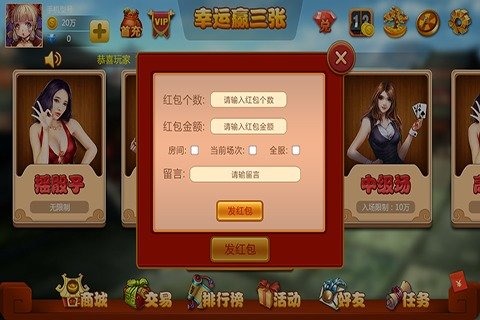 手机型号
20万
首充
VIP
幸运赢三张
12
恭喜玩家
摇骰子
无限制
红包个数: 请输入红包个数
红包金额: 请输入红包金额
房间: 当前场次: 全服:
留言: 请输留言
发红包
发红包
中级场
入场限制：10万
商城
交易
排行榜
活动
好友
任务